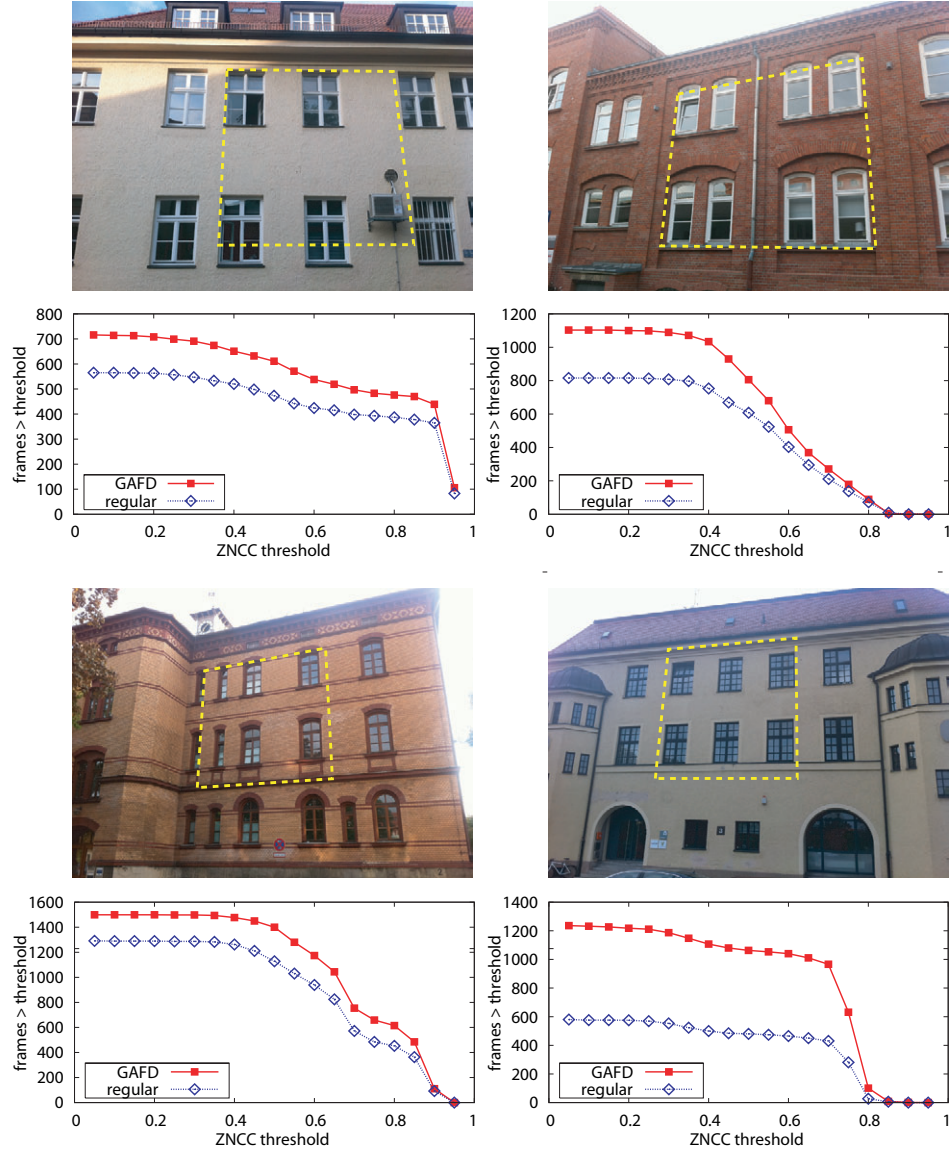 frames > threshold
800
700
600
500
400
300
200
100
0
GAFD
regular
0 0.2 0.4 0.6 0.8 1
ZNCC threshold
frames > threshold
1200
1000
800
600
400
200
0
GAFD
regular
0 0.2 0.4 0.6 0.8 1
ZNCC threshold
frames > threshold
1600
1400
1200
1000
800
600
400
200
0
GAFD
regular
0 0.2 0.4 0.6 0.8 1
ZNCC threshold
frames > threshold
1400
1200
1000
800
600
400
200
0
GAFD
regular
0 0.2 0.4 0.6 0.8 1
ZNCC threshold